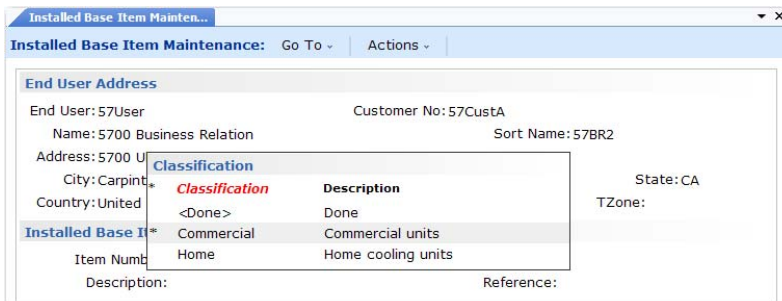 Installed Base Item Mainten...
Installed Base Item Maintenance: Go To Actions
End User Address
End User: 57User Customer No: 57CustA
Name: 5700 Business Relation Sort Name: 57BR2
Address: 5700 U
City: Carpint State: CA
Country: United TZone:
Classification
* Classification Description
<Done> Done
* Commercial Commercial units
Home Home cooling units
Installed Base It
Item Numb
Description: Reference: